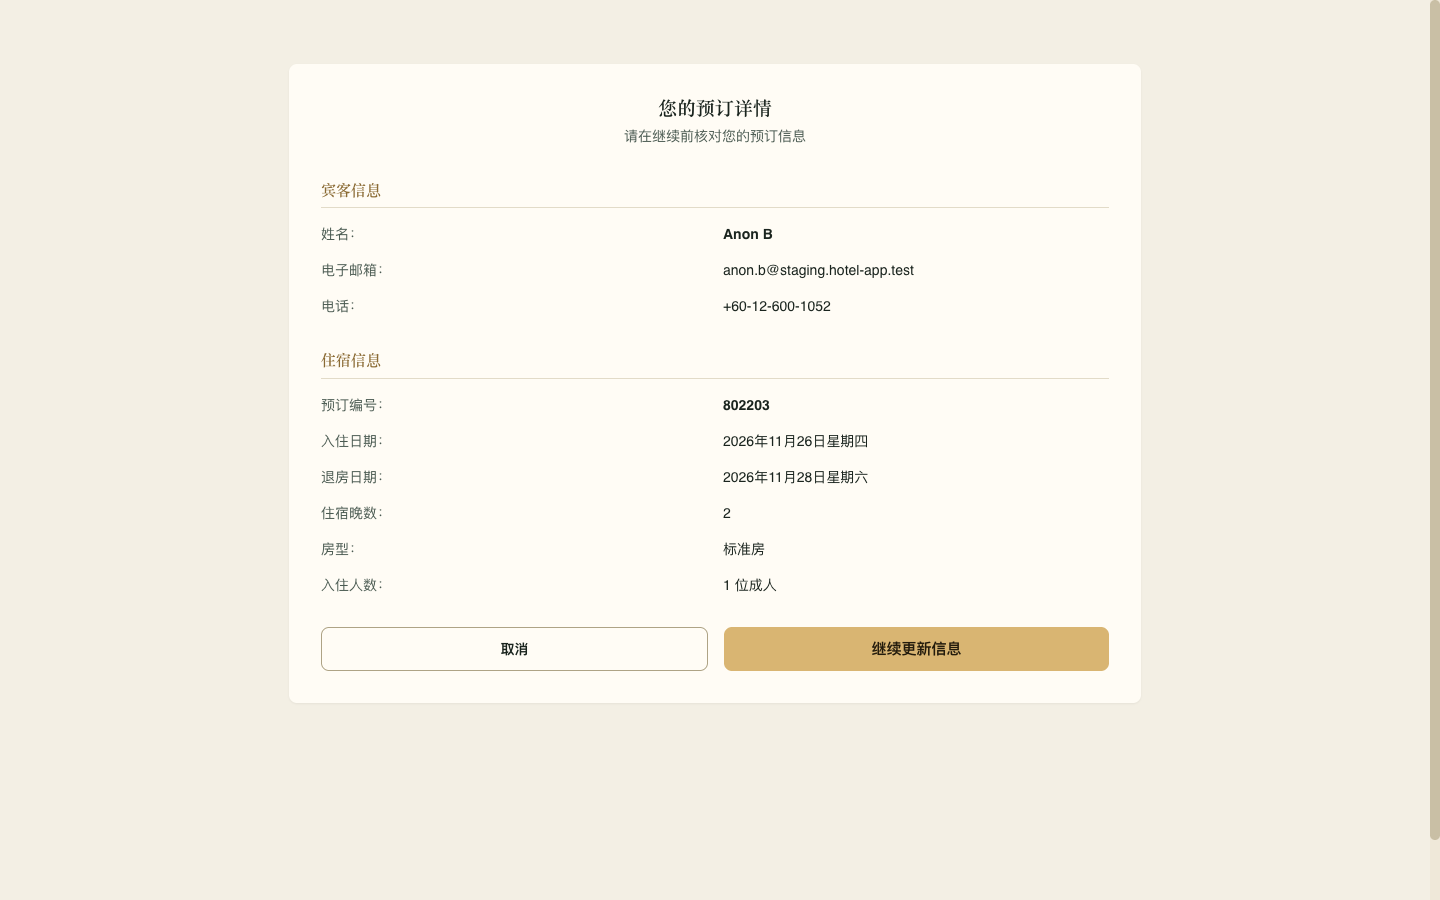 您的预订详情
请在继续前核对您的预订信息
宾客信息
姓名： Anon B
电子邮箱： anon.b@staging.hotel-app.test
电话： +60-12-600-1052
住宿信息
预订编号： 802203
入住日期： 2026年11月26日星期四
退房日期： 2026年11月28日星期六
住宿晚数： 2
房型： 标准房
入住人数： 1 位成人
取消 继续更新信息